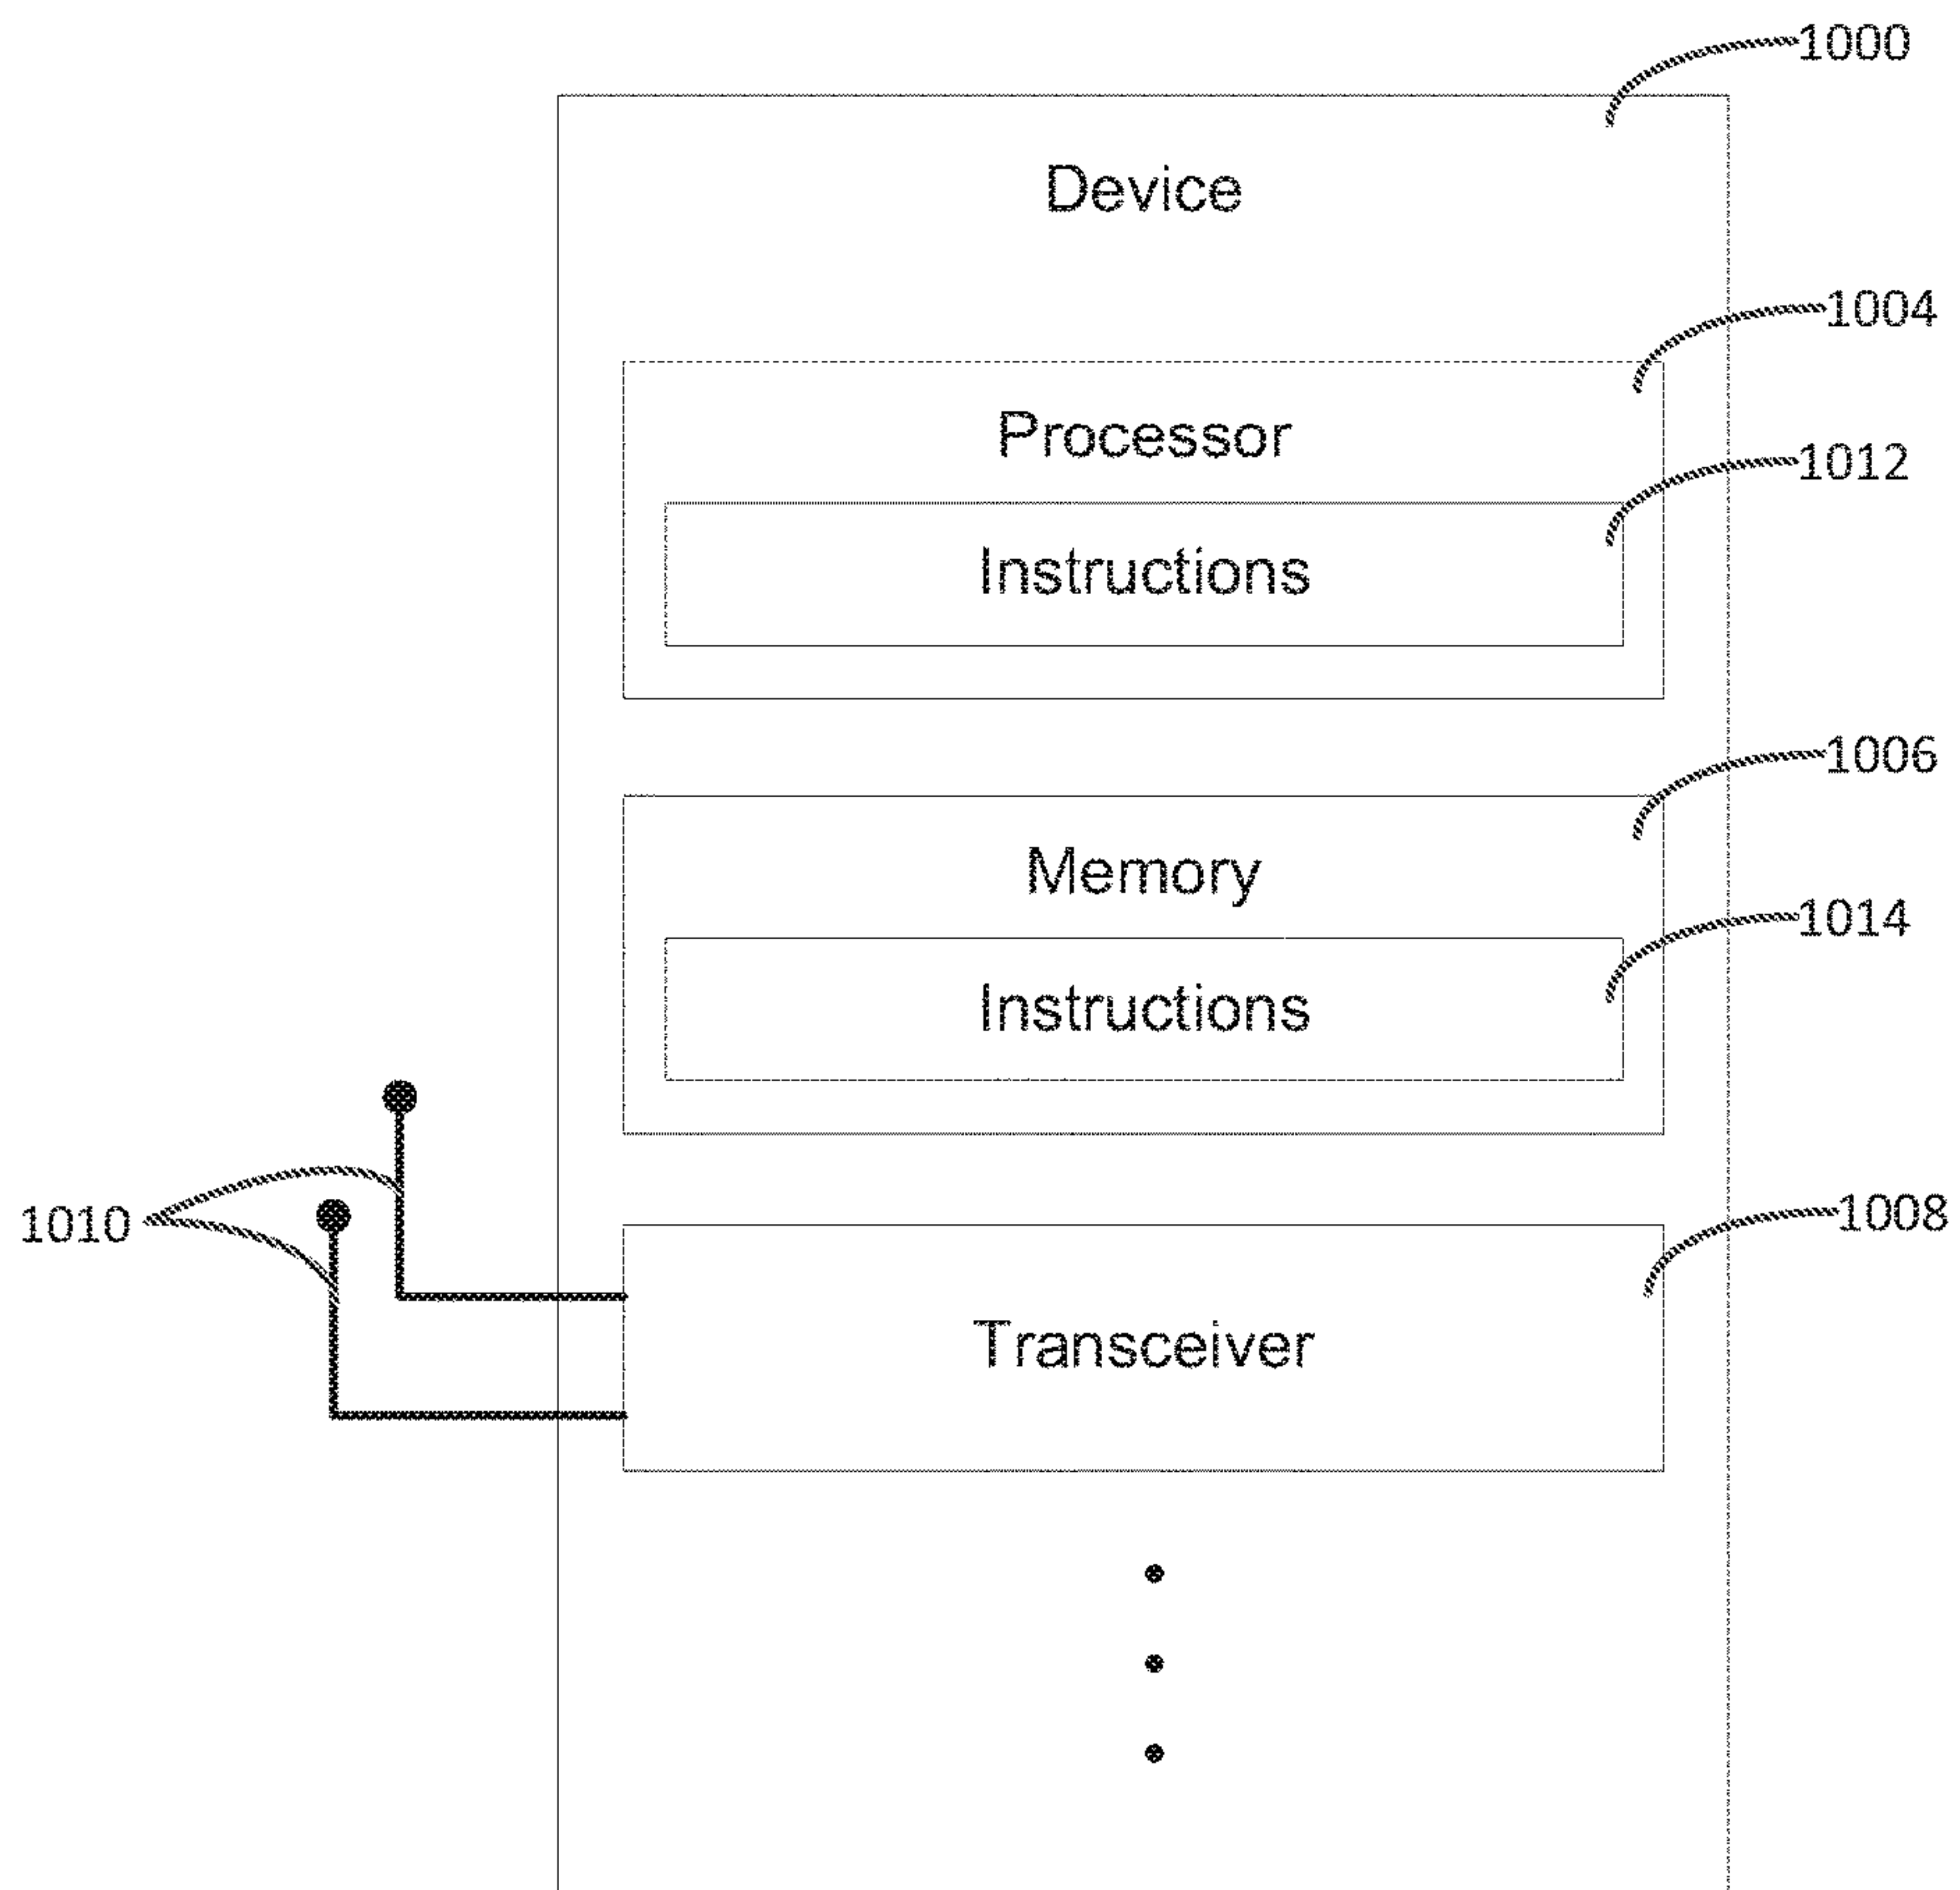 1000
Device
1004
Processor
1012
Instructions
1006
Memory
1014
Instructions
1010
1008
Transceiver